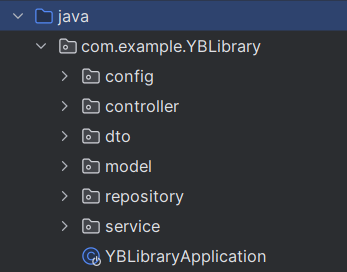 java
com.example.YBLibrary
config
controller
dto
model
repository
service
YBLibraryApplication